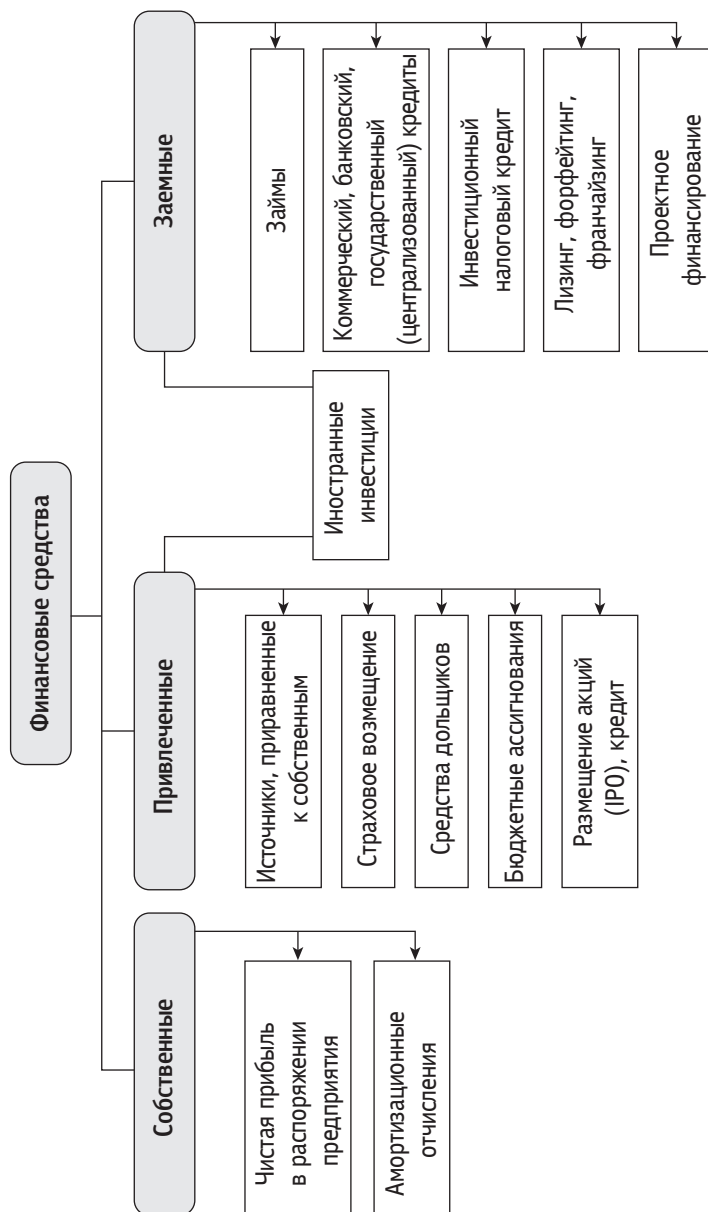 Финансовые средства
Собственные
Чистая прибыль
в распоряжении
предприятия
Амортизационные
отчисления
Привлеченные
Источники, приравненные
к собственным
Страховое возмещение
Средства дольщиков
Бюджетные ассигнования
Размещение акций
(IPO), кредит
Иностранные
инвестиции
Заемные
Займы
Коммерческий, банковский,
государственный
(централизованный) кредиты
Инвестиционный
налоговый кредит
Лизинг, форфейтинг,
франчайзинг
Проектное
финансирование